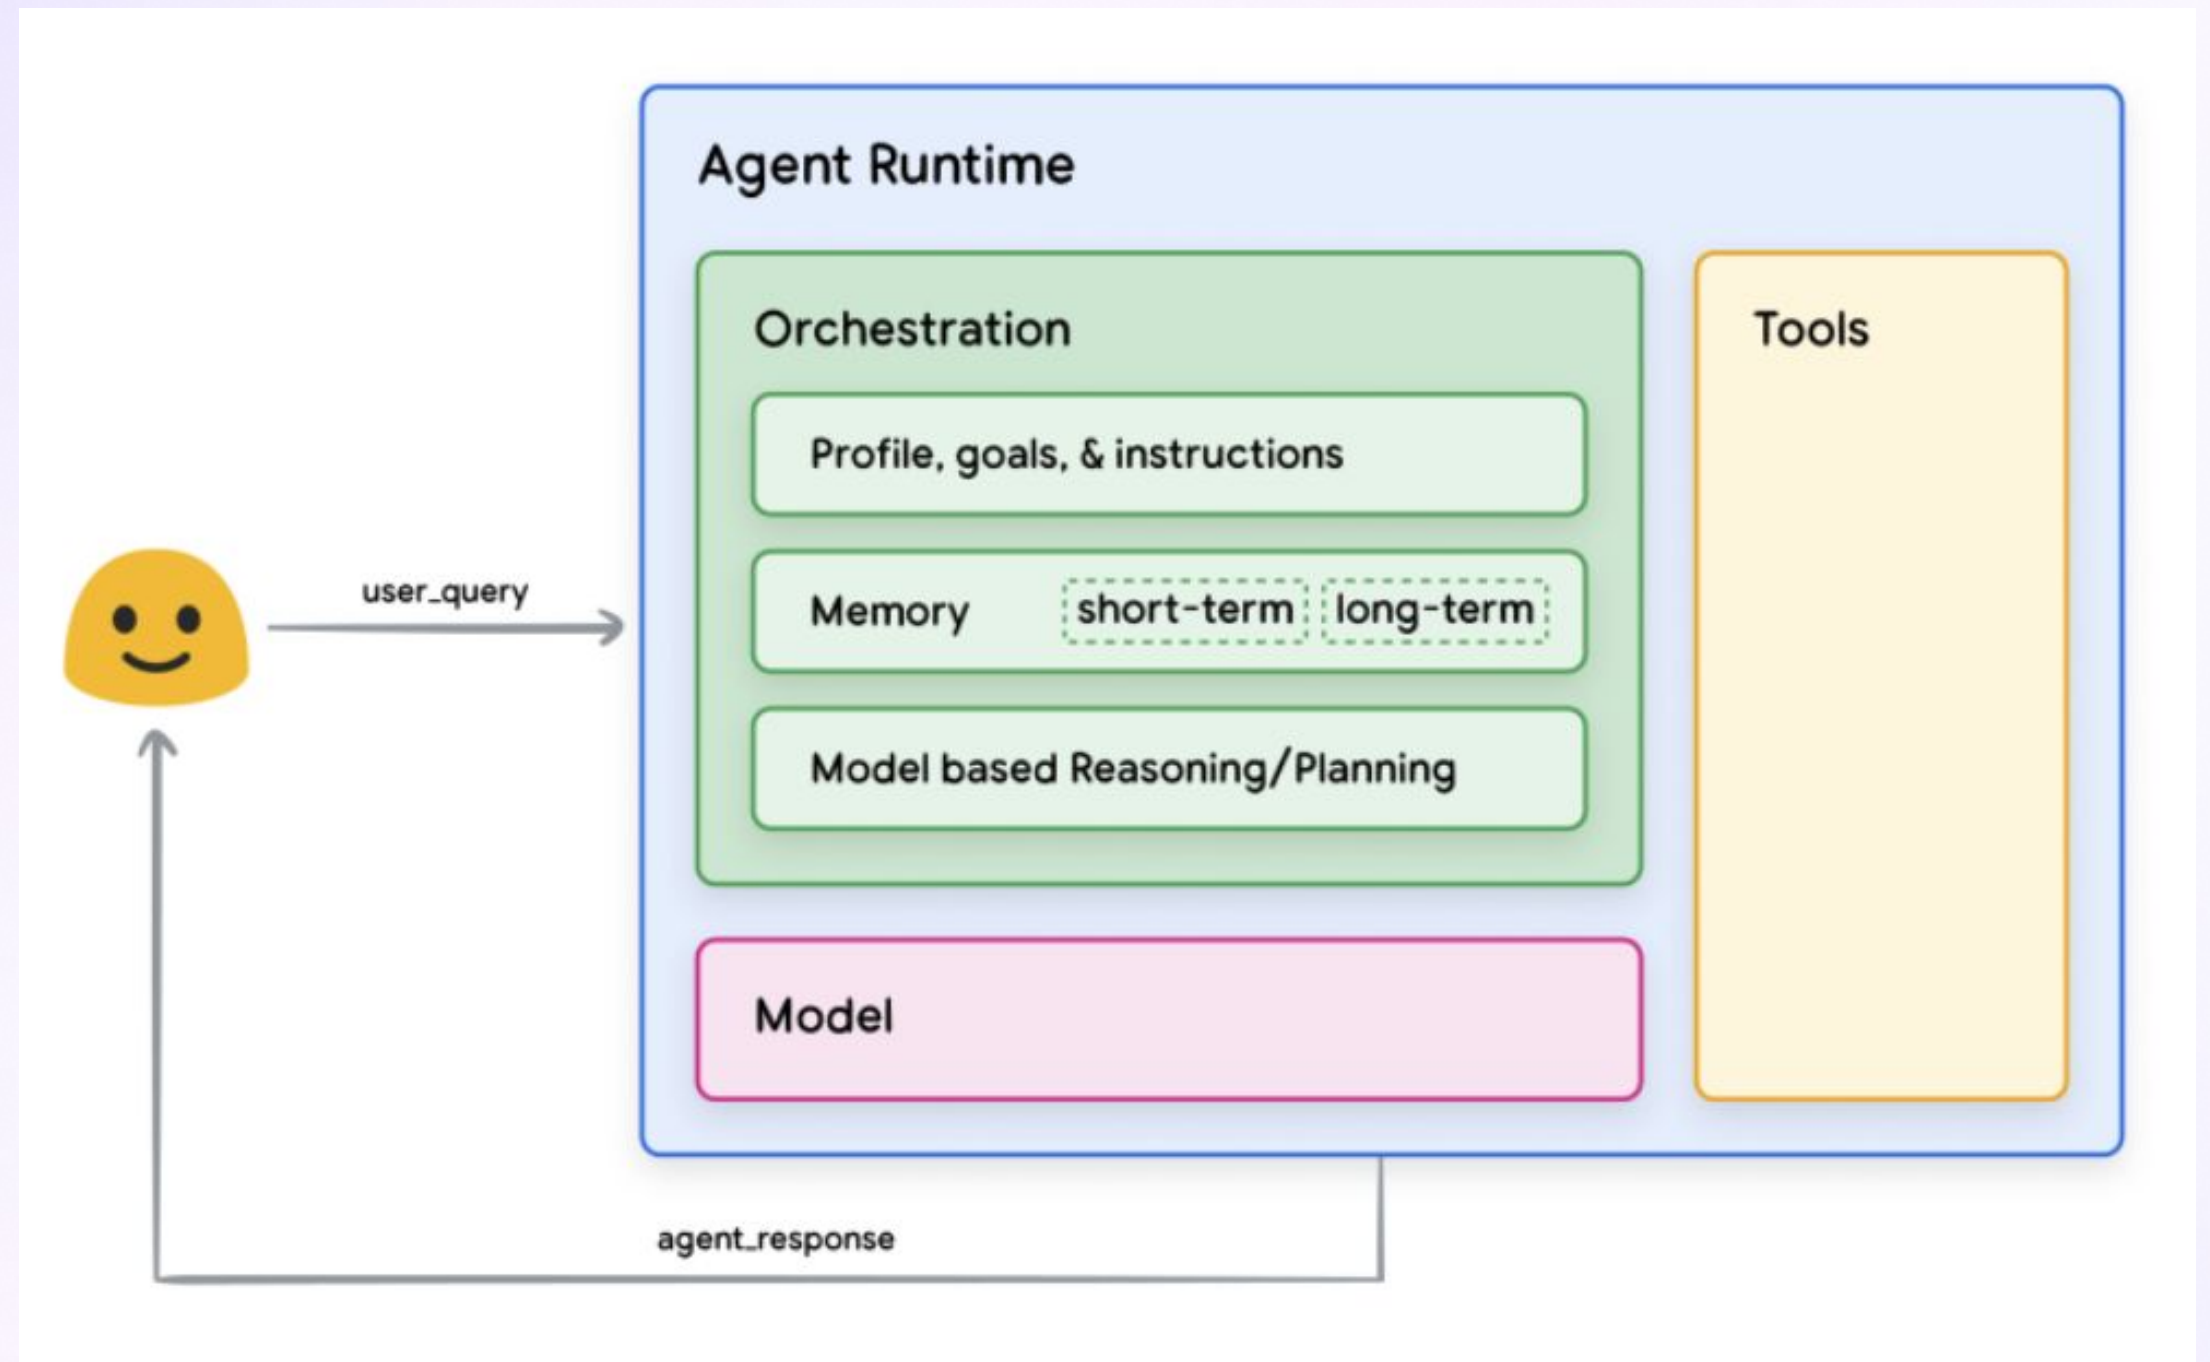 Agent Runtime
Orchestration
Tools
Profile, goals, & instructions
user_query
Memory short-term long-term
Model based Reasoning/Planning
Model
agent_response